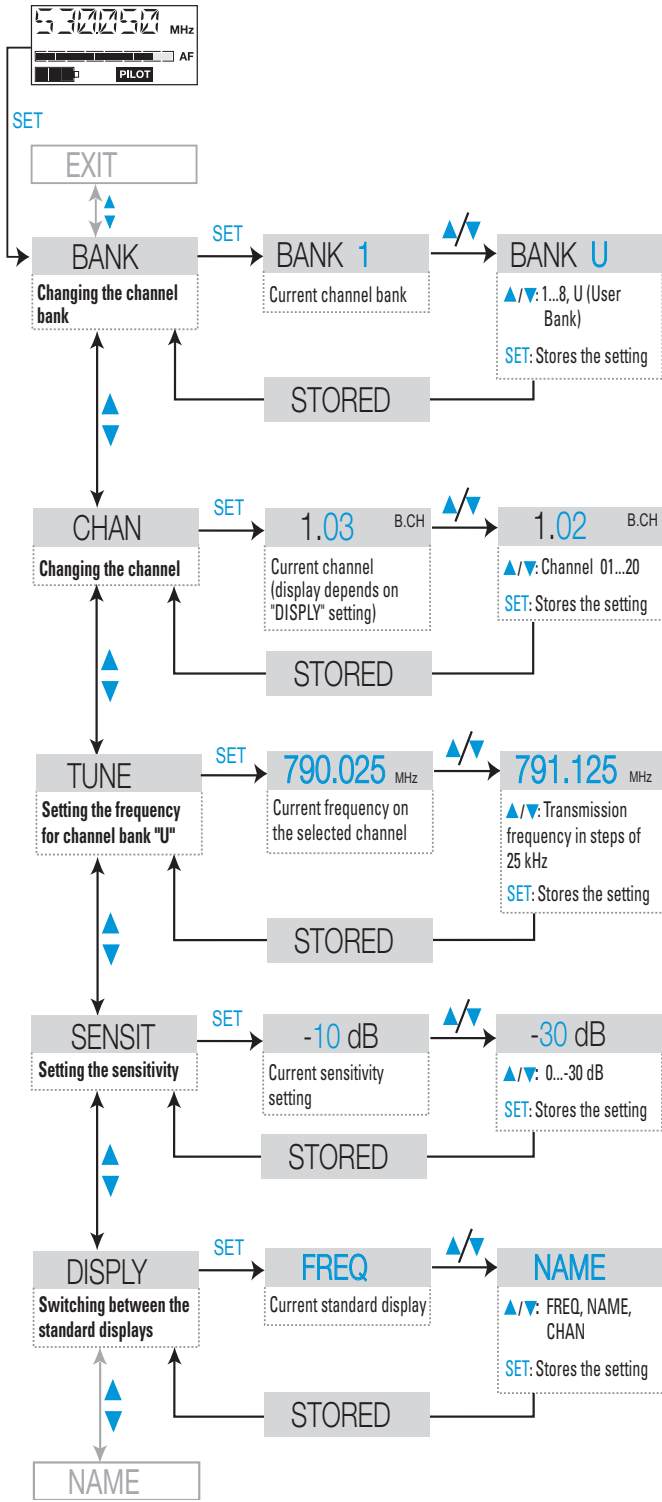 530.050 MHz
AF
PILOT
SET
EXIT
BANK
Changing the channel
bank
SET
BANK 1
Current channel bank
▲/▼
BANK U
▲/▼: 1...8, U (User
Bank)
SET: Stores the setting
STORED
CHAN
Changing the channel
SET
1.03 B.CH
Current channel
(display depends on
"DISPLY" setting)
▲/▼
1.02 B.CH
▲/▼: Channel 01...20
SET: Stores the setting
STORED
TUNE
Setting the frequency
for channel bank "U"
SET
790.025 MHz
Current frequency on
the selected channel
▲/▼
791.125 MHz
▲/▼: Transmission
frequency in steps of
25 kHz
SET: Stores the setting
STORED
SENSIT
Setting the sensitivity
SET
-10 dB
Current sensitivity
setting
▲/▼
-30 dB
▲/▼: 0...-30 dB
SET: Stores the setting
STORED
DISPLY
Switching between the
standard displays
SET
FREQ
Current standard display
▲/▼
NAME
▲/▼: FREQ, NAME,
CHAN
SET: Stores the setting
STORED
NAME